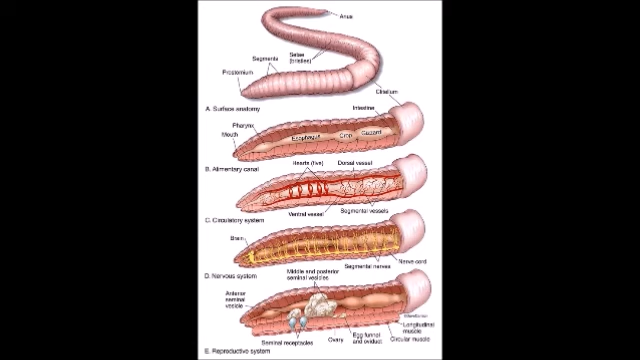 Anus
Setae
(bristles)
Segments
Prostomium
Clitellum
A. Surface anatomy
Intestine
Pharynx
Mouth
Esophagus
Crop
Gizzard
B. Alimentary canal
Hearts (five)
Dorsal vessel
Ventral vessel
Segmental vessels
C. Circulatory system
Brain
Segmental nerves
Nerve cord
D. Nervous system
Middle and posterior
seminal vesicles
Anterior
seminal
vesicle
Longitudinal
muscle
Circular muscle
Egg funnel
and oviduct
Ovary
Seminal receptacles
E. Reproductive system